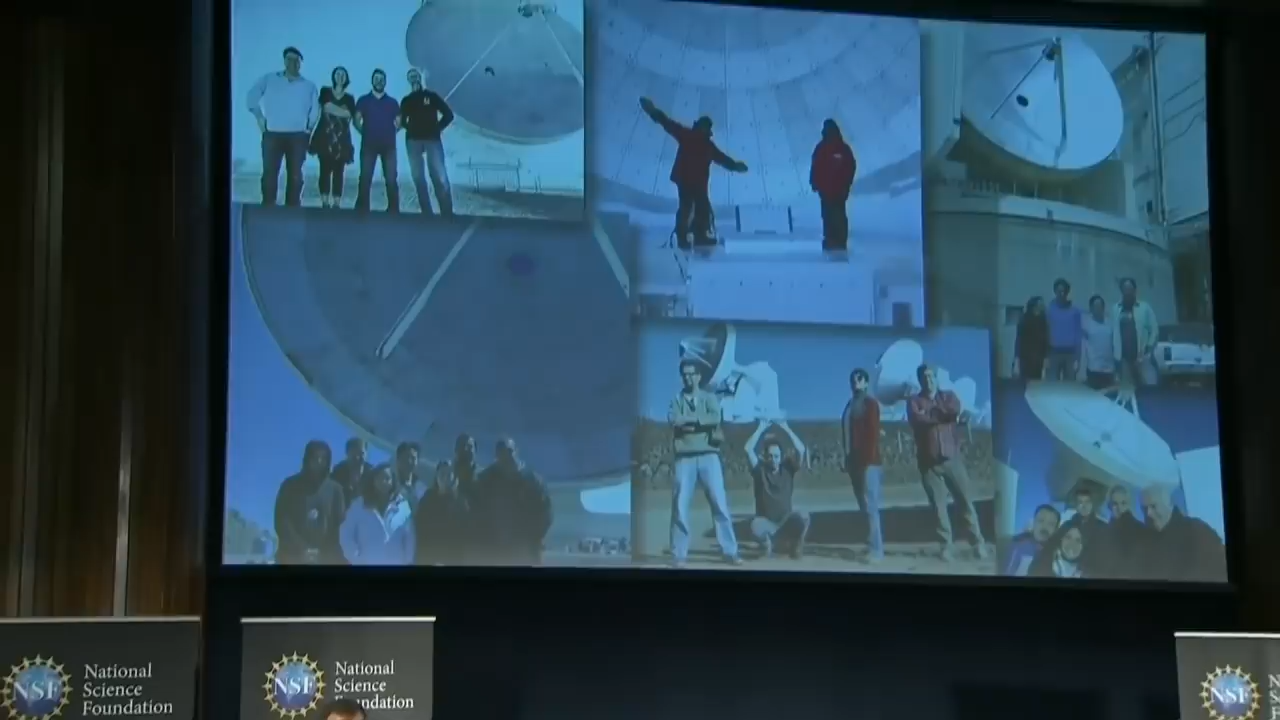 NSF
National
Science
Foundation
NSF
National
Science
Foundation
NSF